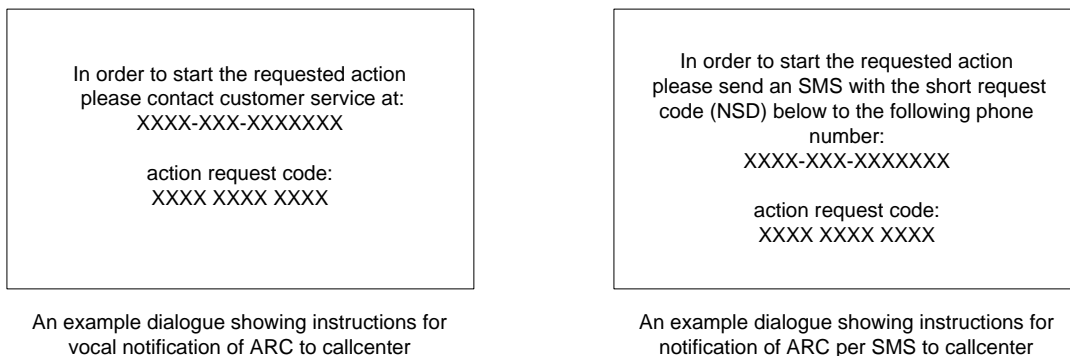 In order to start the requested action
please contact customer service at:
XXXX-XXX-XXXXXXX
action request code:
XXXX XXXX XXXX
An example dialogue showing instructions for
vocal notification of ARC to callcenter
In order to start the requested action
please send an SMS with the short request
code (NSD) below to the following phone
number:
XXXX-XXX-XXXXXXX
action request code:
XXXX XXXX XXXX
An example dialogue showing instructions for
notification of ARC per SMS to callcenter